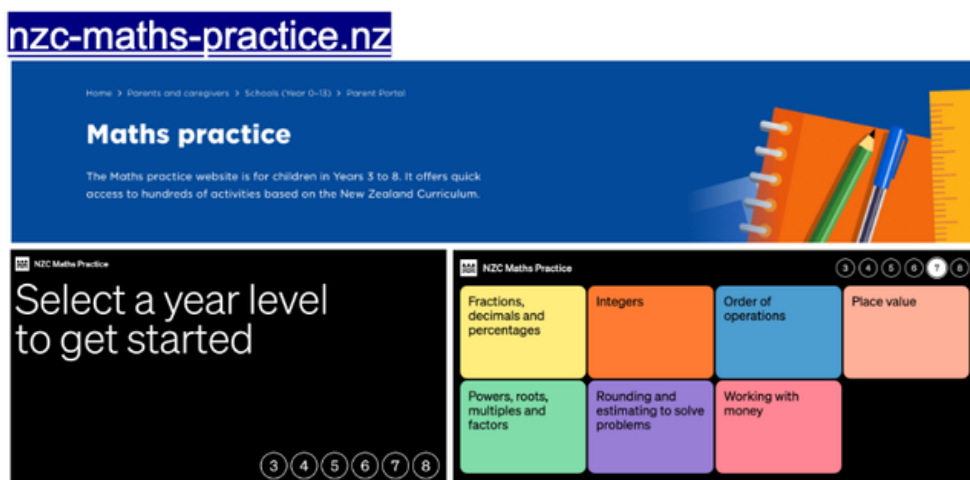 nzc-maths-practice.nz
Home > Parents and caregivers > Schools (Year 0-13) > Parent Portal
Maths practice
The Maths practice website is for children in Years 3 to 8. It offers quick
access to hundreds of activities based on the New Zealand Curriculum.
NZC Maths Practice
Select a year level
to get started
3 4 5 6 7 8
NZC Maths Practice
3 4 5 6 7 8
Fractions,
decimals and
percentages
Integers
Order of
operations
Place value
Powers, roots,
multiples and
factors
Rounding and
estimating to solve
problems
Working with
money